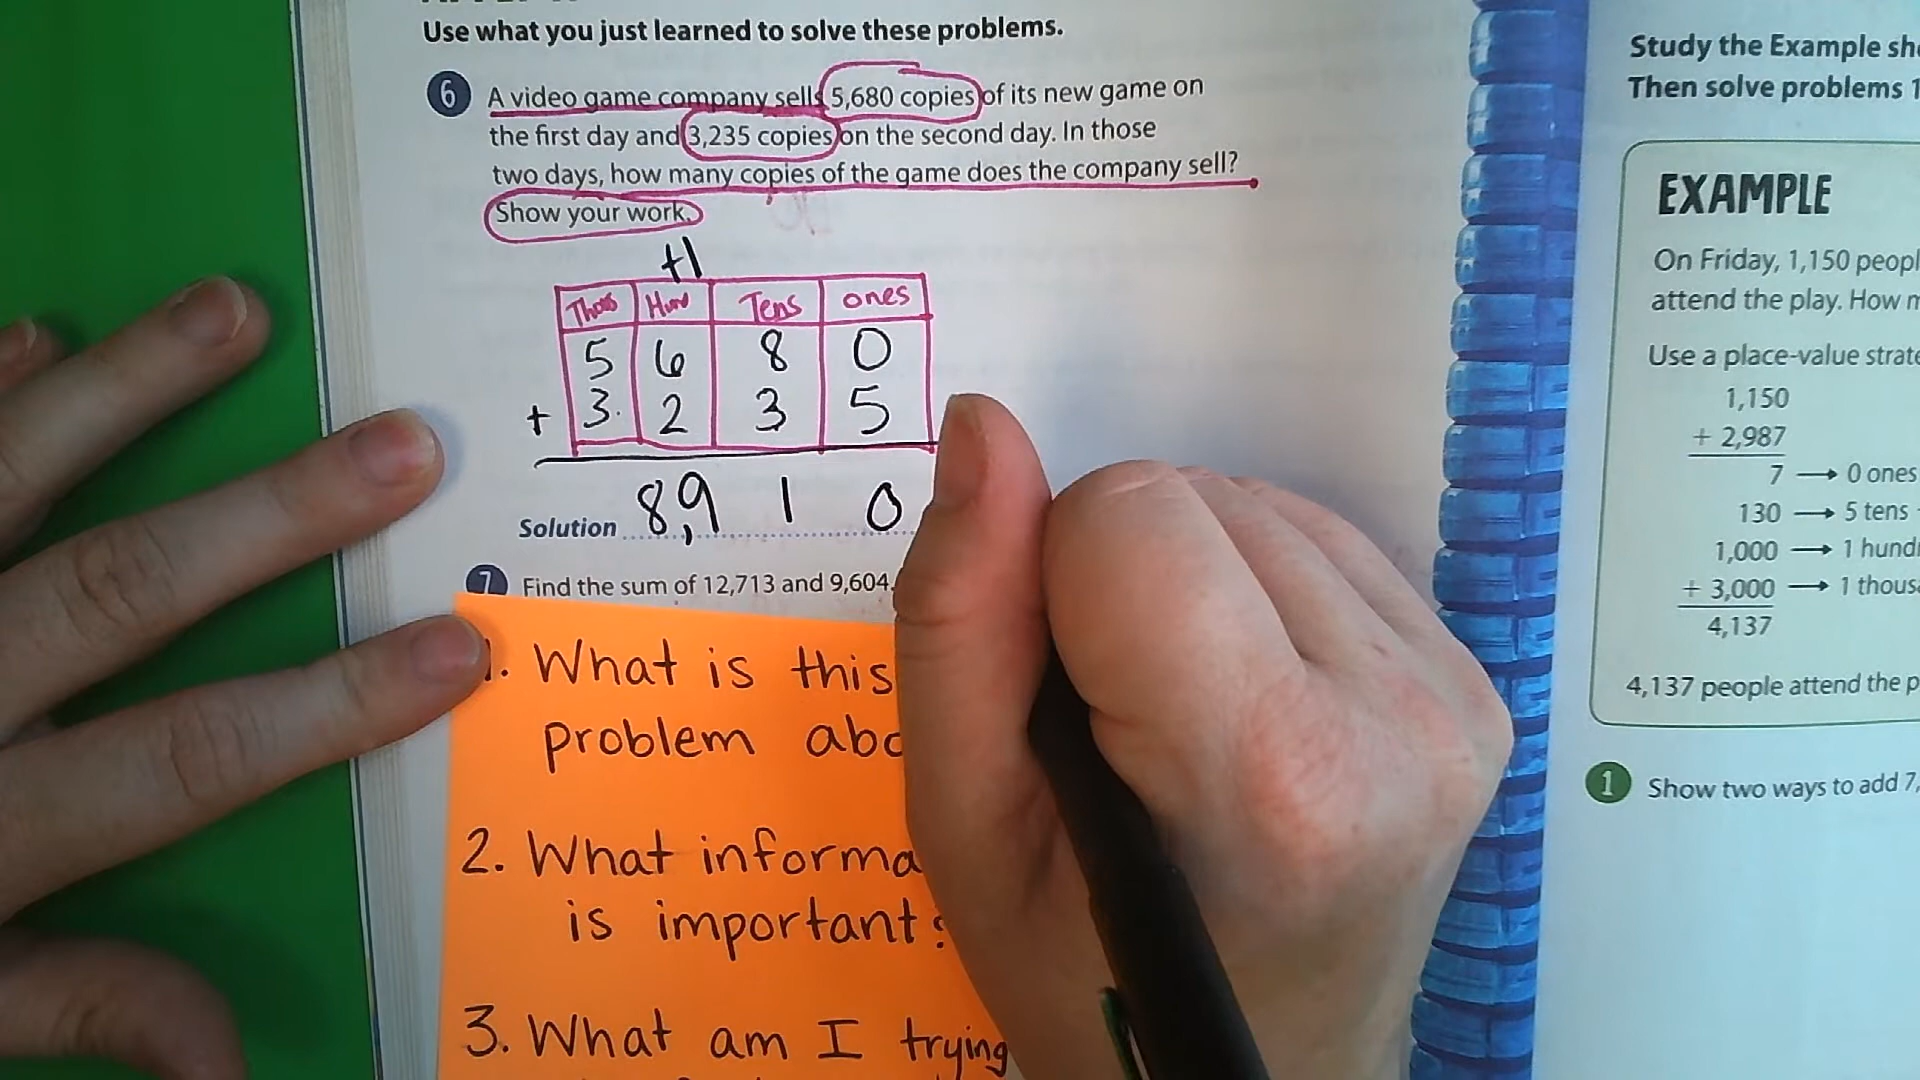 Use what you just learned to solve these problems.
6 A video game company sells 5,680 copies of its new game on
the first day and 3,235 copies on the second day. In those
two days, how many copies of the game does the company sell?
Show your work.
+1
Thous Hun Tens ones
5 6 8 0
+ 3. 2 3 5
Solution 8,9 1 0
7 Find the sum of 12,713 and 9,604.
1. What is this
problem
2. What
is important?
3. What am I trying
Study the Example
Then solve problems 1
EXAMPLE
On Friday, 1,150
attend the play. How
Use a place-value
1,150
+ 2,987
7 → 0 ones
130 → 5 tens
1,000 → 1
+ 3,000 → 1
4,137
4,137 people attend the
1 Show two ways to add 7,